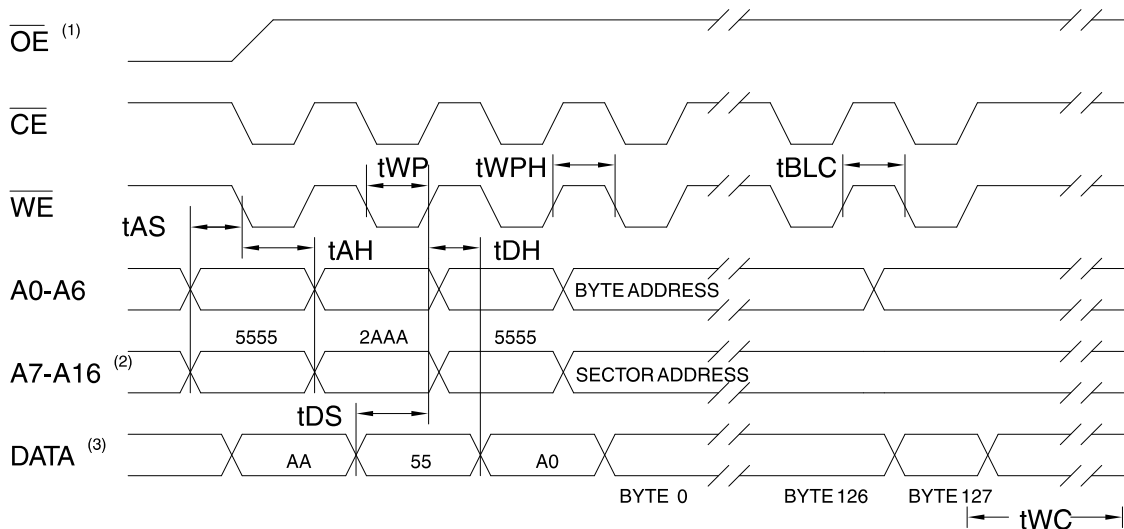 OE (1)
CE
tWP tWPH tBLC
WE
tAS
tAH tDH
A0-A6 BYTE ADDRESS
5555 2AAA 5555
A7-A16 (2) SECTOR ADDRESS
tDS
DATA (3) AA 55 A0
BYTE 0 BYTE 126 BYTE 127
tWC